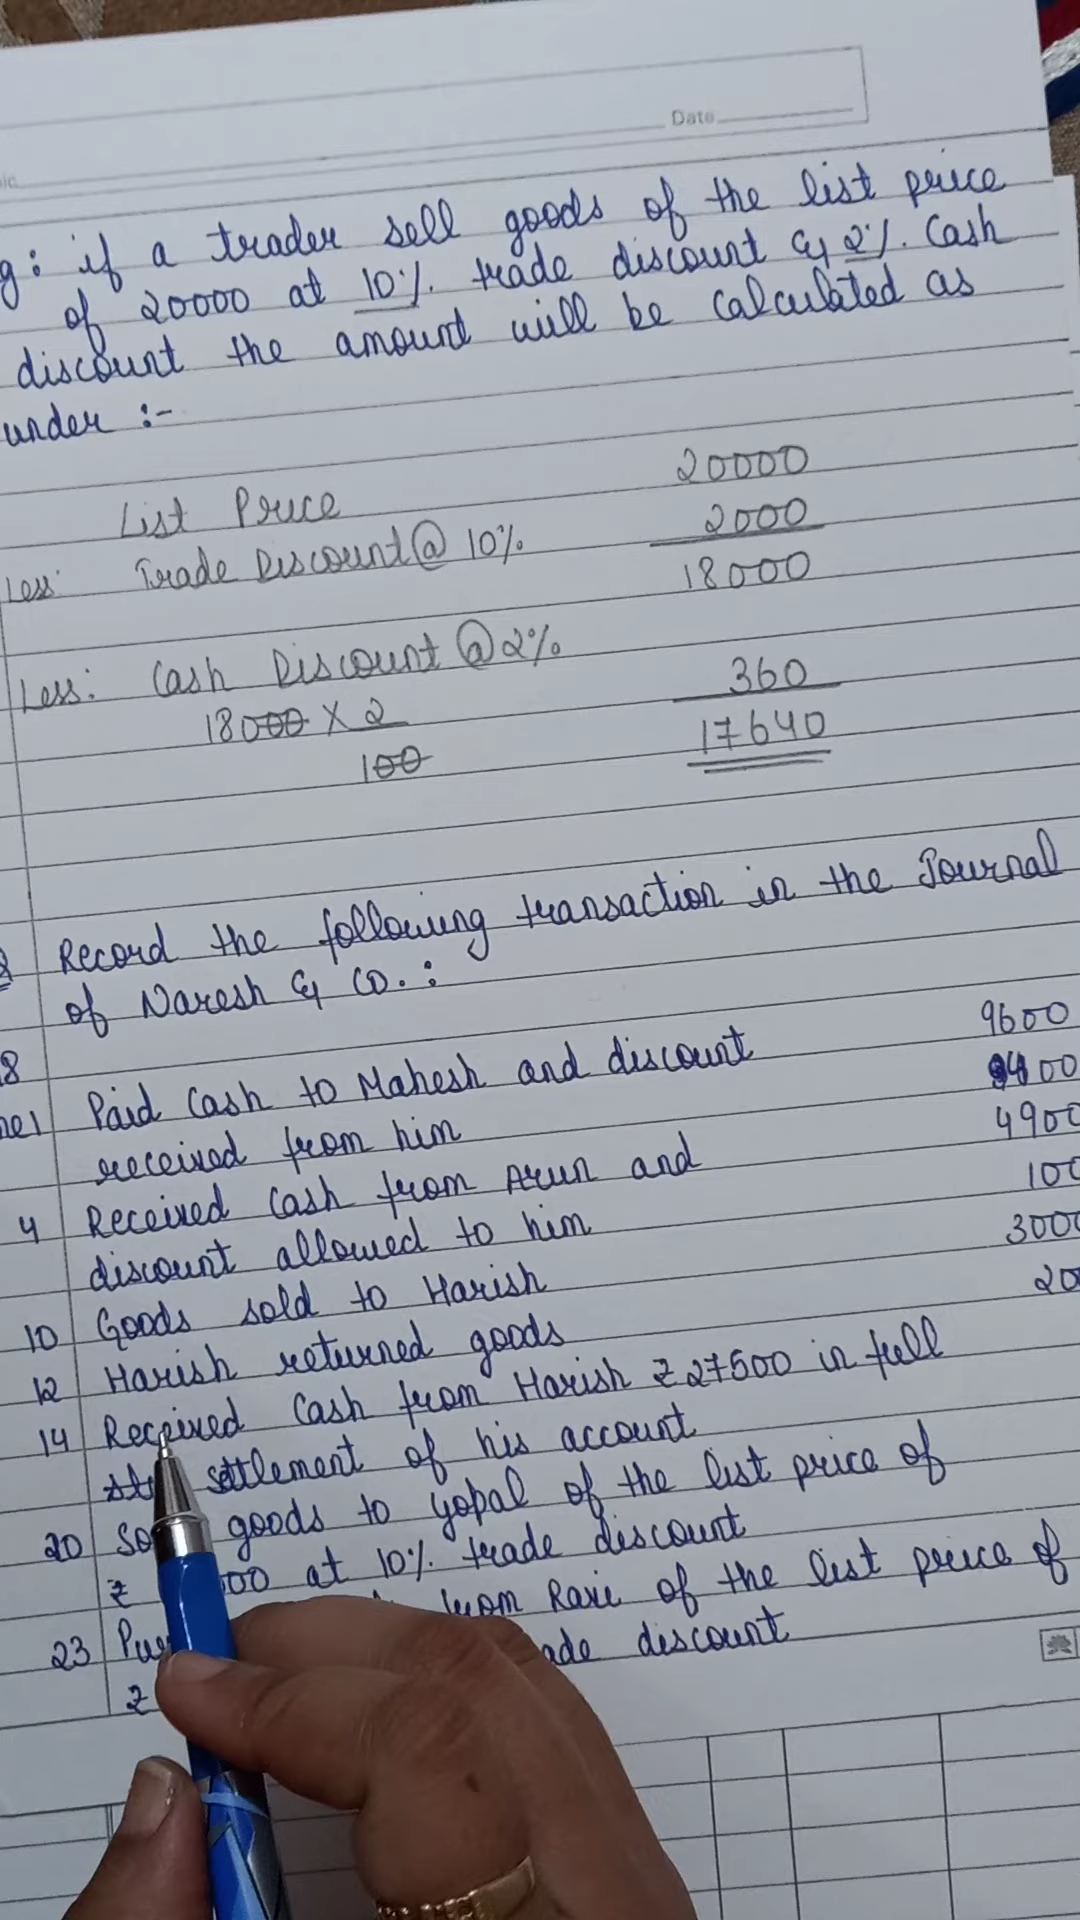 Date
g: if a trader sell goods of the list price
of 20000 at 10%. trade discount & 2%. Cash
discount the amount will be calculated as
under :-
List Price 20000
Less: Trade Discount @ 10% 2000
18000
Less: Cash Discount @ 2% 360
18000 X 2
100
17640
Record the following transaction in the Journal
of Naresh & Co. :
8
Paid Cash to Mahesh and discount 9600
received from him 400
4 Received Cash from Arun and 4900
discount allowed to him 100
10 Goods sold to Harish 3000
12 Harish returned goods 20
14 Received Cash from Harish ₹ 27500 in full
settlement of his account
20 So goods to Gopal of the list price of
₹ 000 at 10%. trade discount
23 Pu from Ravi of the list price of
₹ ade discount